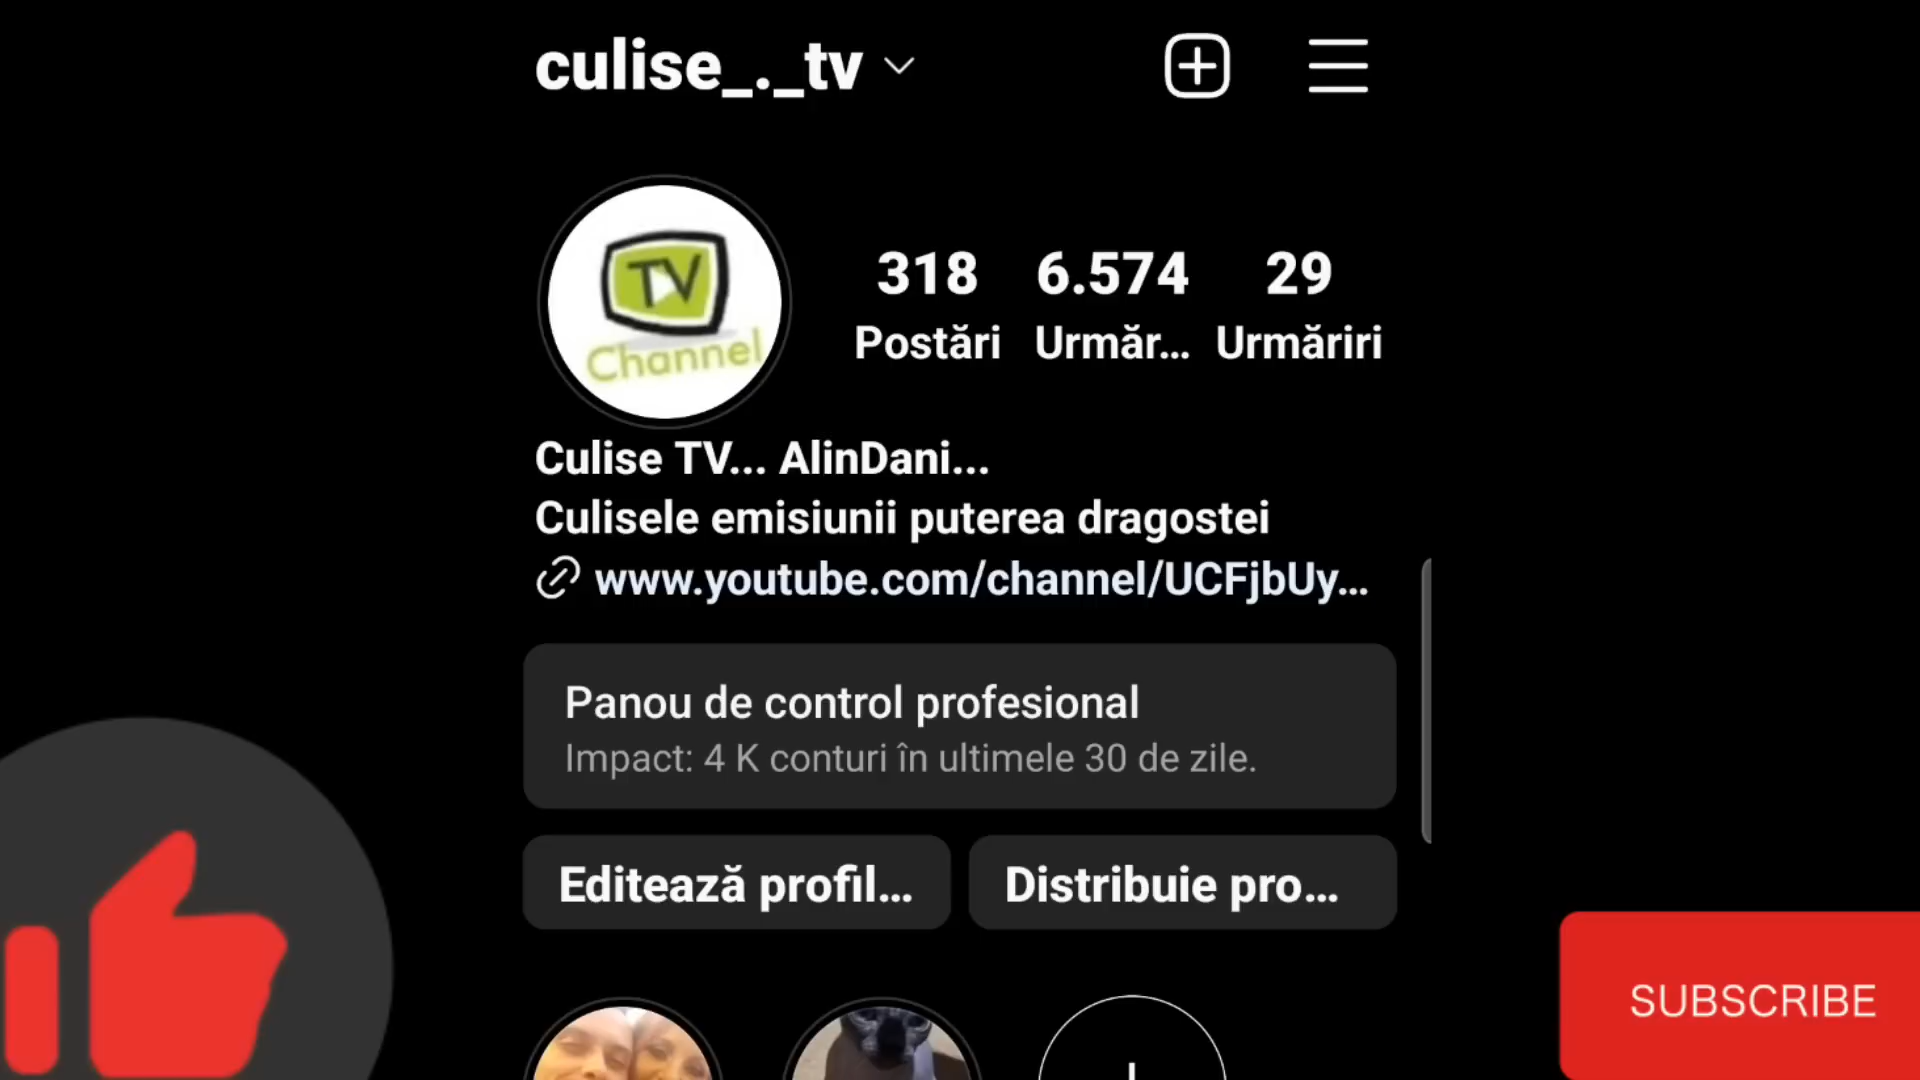 culise_._tv
TV
Channel
318 6.574 29
Postări Urmăr... Urmăriri
Culise TV... AlinDani...
Culisele emisiunii puterea dragostei
www.youtube.com/channel/UCFjbUy...
Panou de control profesional
Impact: 4 K conturi în ultimele 30 de zile.
Editează profil... Distribuie pro...
SUBSCRIBE